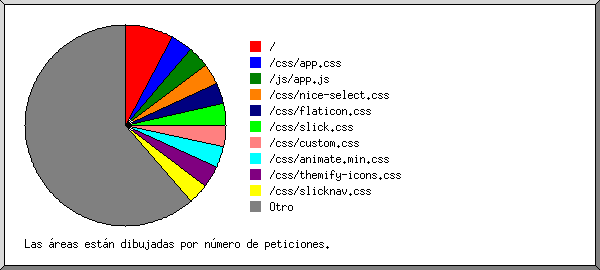 /
/css/app.css
/js/app.js
/css/nice-select.css
/css/flaticon.css
/css/slick.css
/css/custom.css
/css/animate.min.css
/css/themify-icons.css
/css/slicknav.css
Otro
Las áreas están dibujadas por número de peticiones.